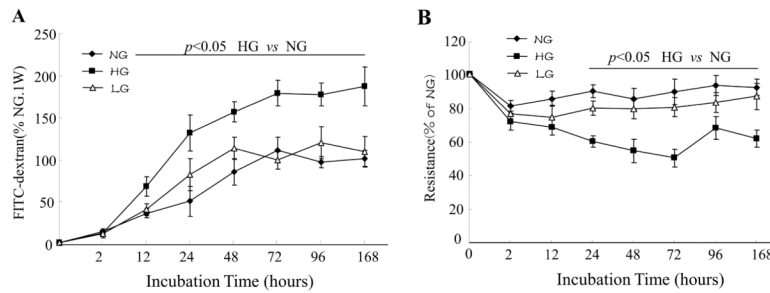 A
p<0.05 HG vs NG
NG
HG
LG
FITC-dextran(% NG.1W)
250
200
150
100
50
0
2 12 24 48 72 96 168
Incubation Time (hours)
B
NG
HG
LG
p<0.05 HG vs NG
Resistance(% of NG)
120
100
80
60
40
20
0
0 2 12 24 48 72 96 168
Incubation Time (hours)